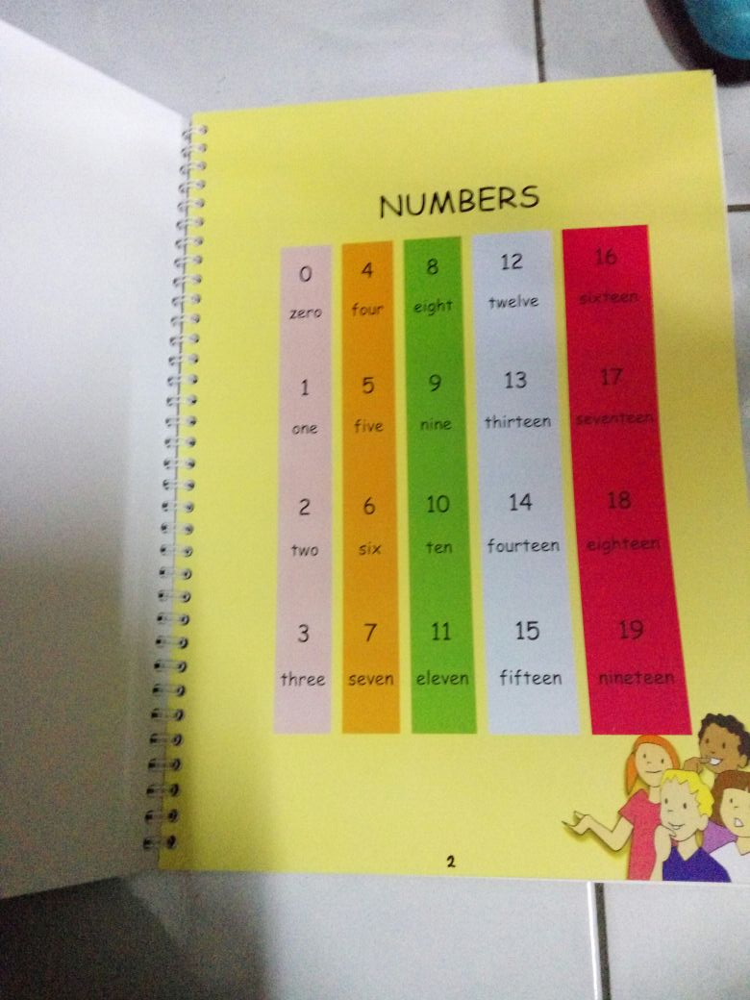 NUMBERS
0 4 8 12 16
zero four eight twelve sixteen
1 5 9 13 17
one five nine thirteen seventeen
2 6 10 14 18
two six ten fourteen eighteen
3 7 11 15 19
three seven eleven fifteen nineteen
2